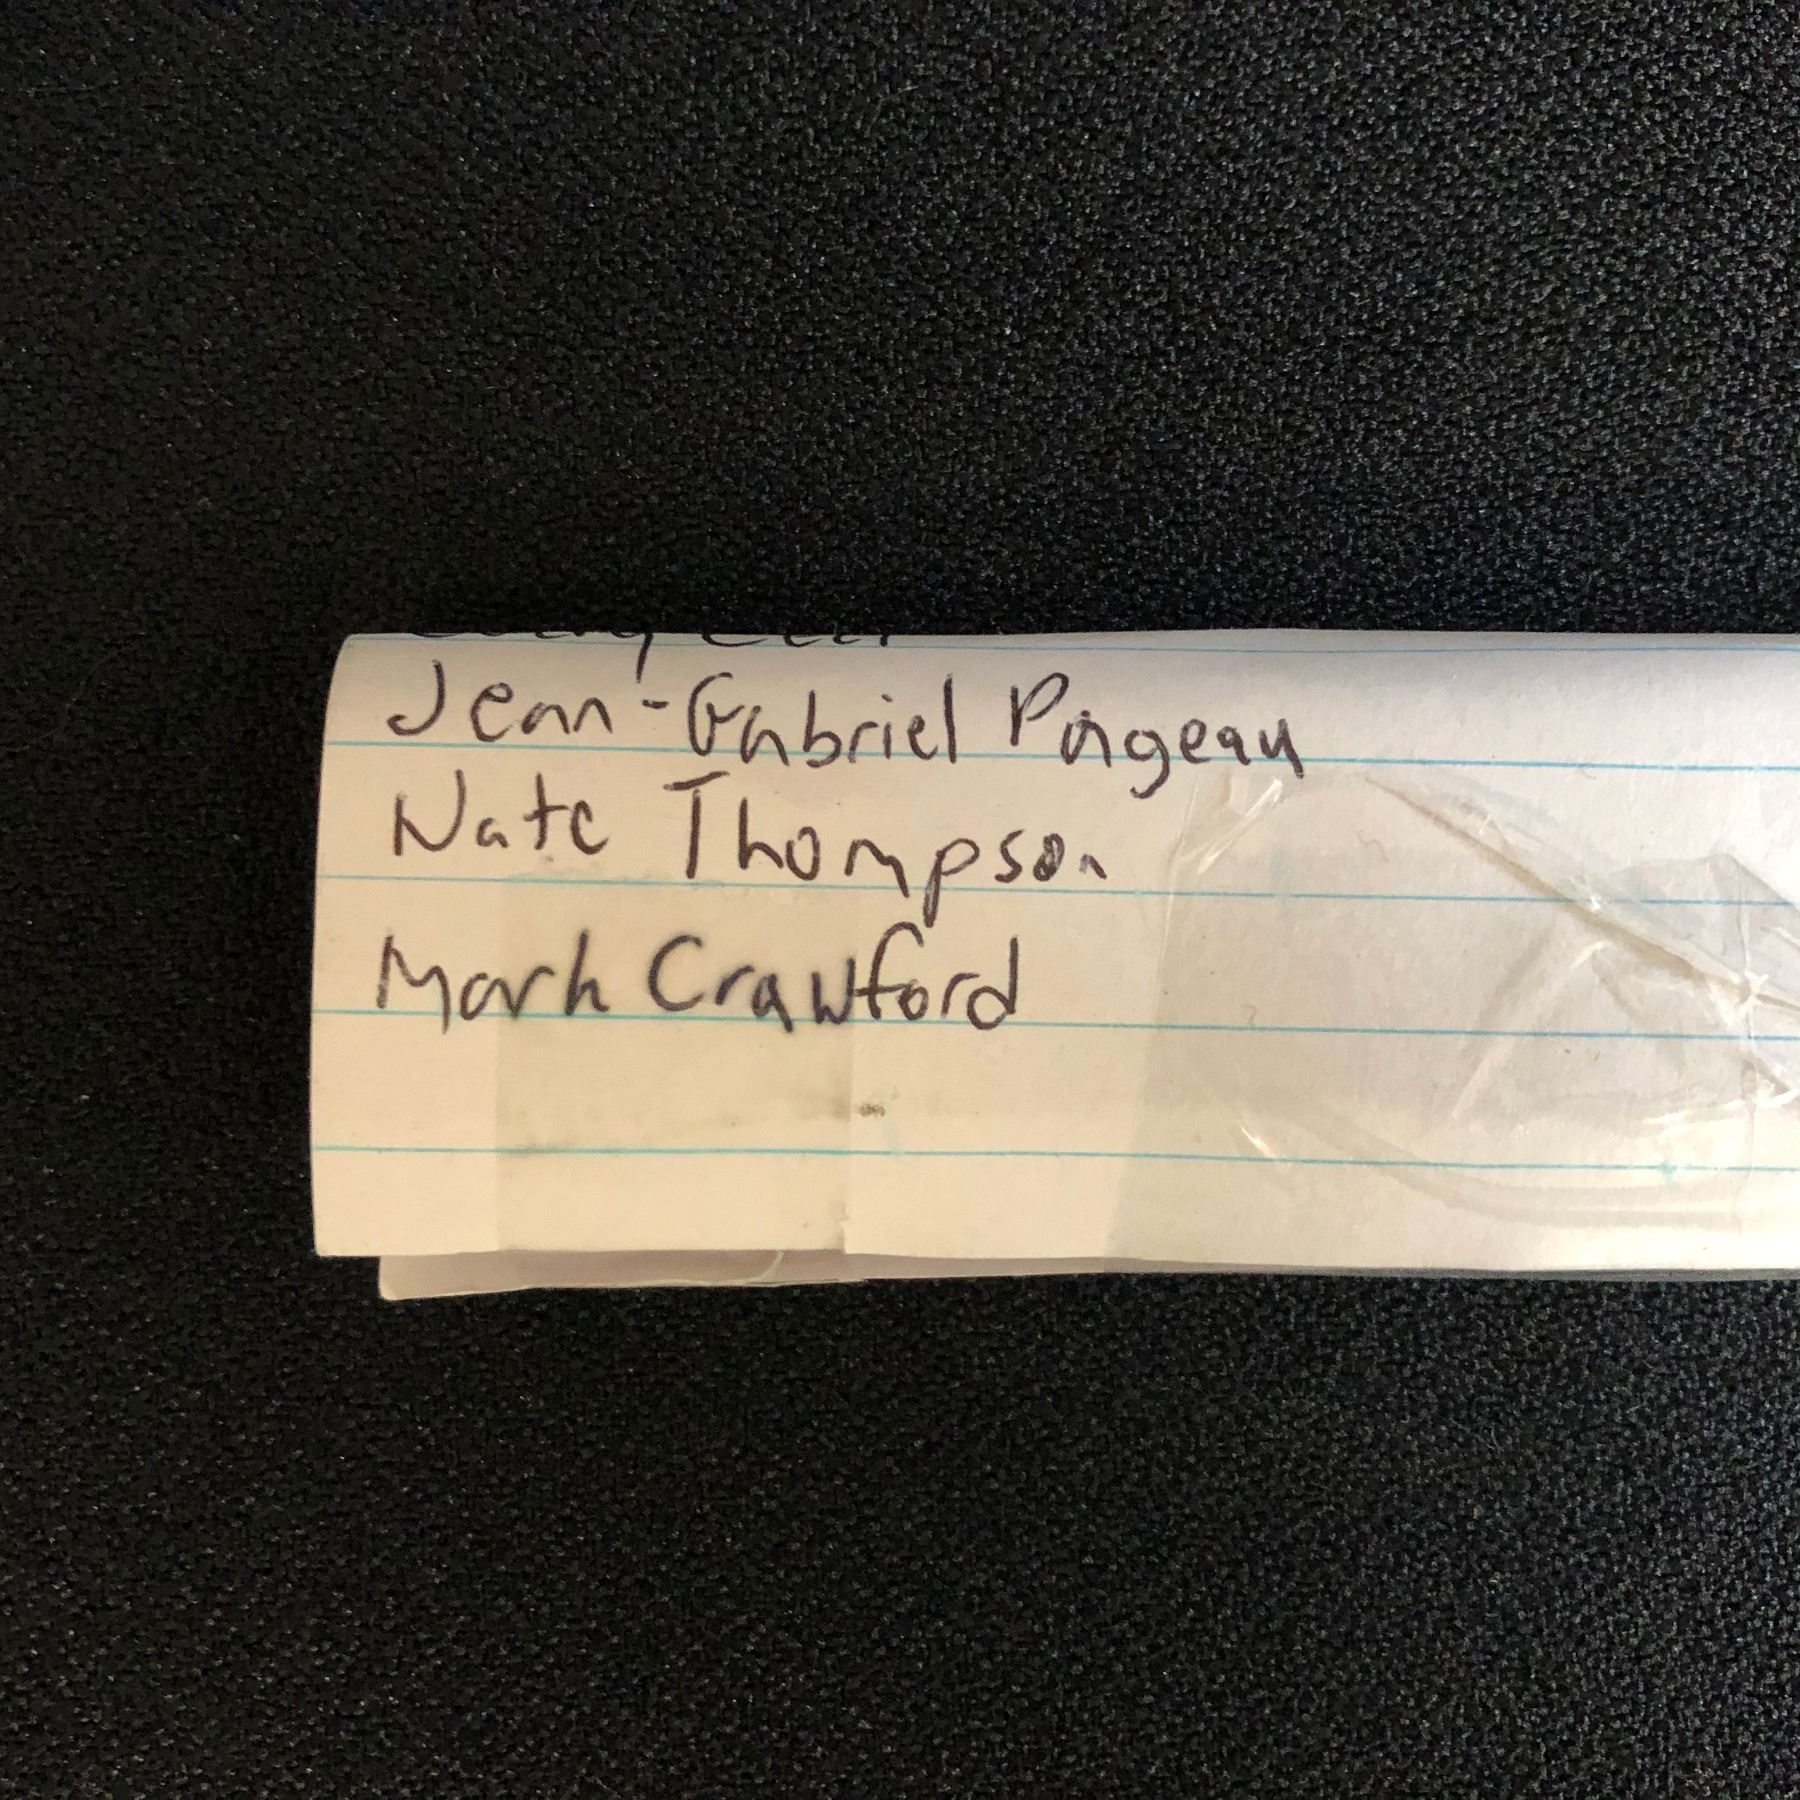 Jean-Gabriel Pageau
Nate Thompson
Mark Crawford